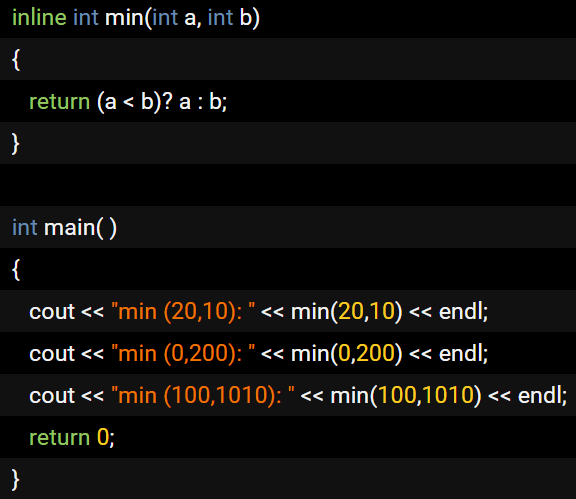 inline int min(int a, int b)
{
return (a < b)? a : b;
}
int main( )
{
cout << "min (20,10): " << min(20,10) << endl;
cout << "min (0,200): " << min(0,200) << endl;
cout << "min (100,1010): " << min(100,1010) << endl;
return 0;
}